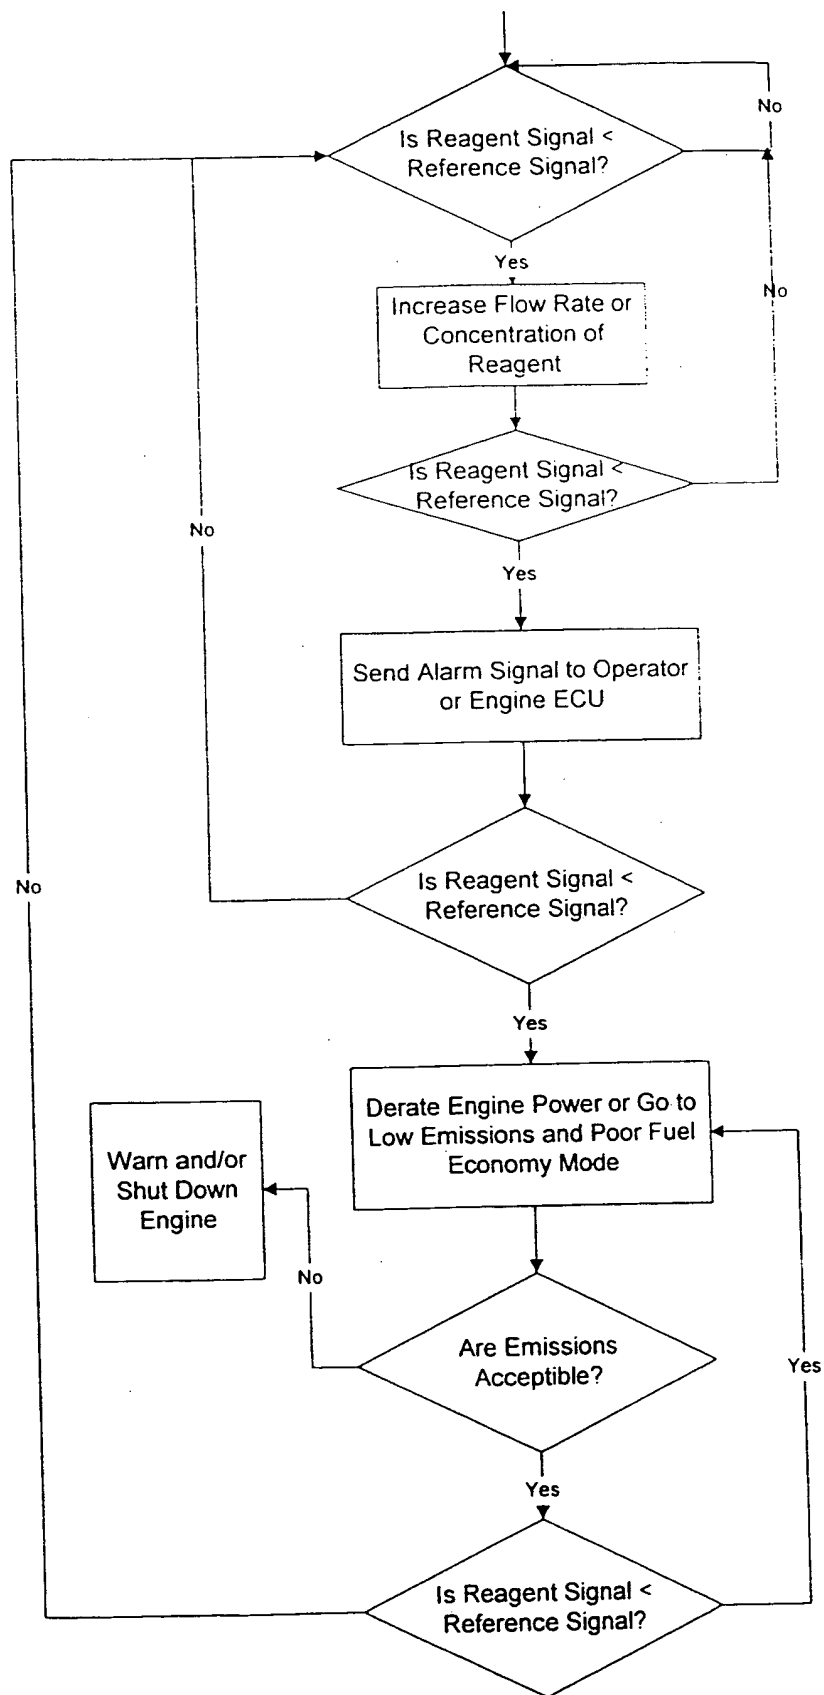 No
Is Reagent Signal <
Reference Signal?
Yes
No
Increase Flow Rate or
Concentration of
Reagent
Is Reagent Signal <
Reference Signal?
No
Yes
Send Alarm Signal to Operator
or Engine ECU
No
Is Reagent Signal <
Reference Signal?
Yes
Derate Engine Power or Go to
Low Emissions and Poor Fuel
Economy Mode
Warn and/or
Shut Down
Engine
No
Are Emissions
Acceptible?
Yes
Yes
Is Reagent Signal <
Reference Signal?